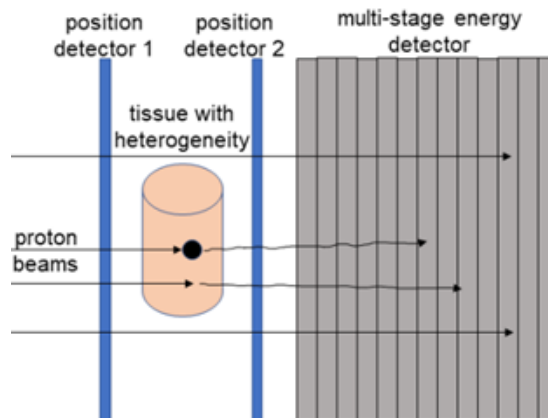 position
detector 1
position
detector 2
multi-stage energy
detector
tissue with
heterogeneity
proton
beams